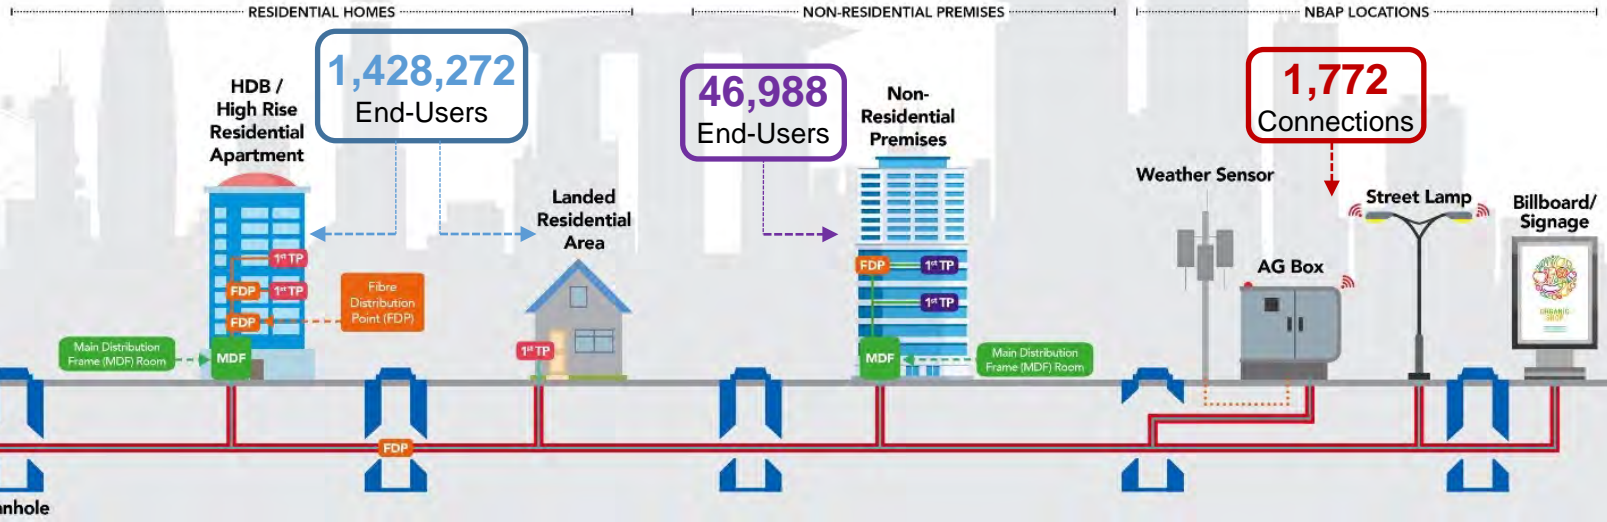 RESIDENTIAL HOMES
NON-RESIDENTIAL PREMISES
NBAP LOCATIONS
1,428,272
End-Users
46,988
End-Users
1,772
Connections
HDB /
High Rise
Residential
Apartment
Landed
Residential
Area
Non-
Residential
Premises
Weather Sensor
AG Box
Street Lamp
Billboard/
Signage
1st TP
FDP
1st TP
FDP
Fibre
Distribution
Point (FDP)
Main Distribution
Frame (MDF) Room
MDF
1st TP
FDP
1st TP
1st TP
MDF
Main Distribution
Frame (MDF) Room
ORGANIC
FDP
anhole